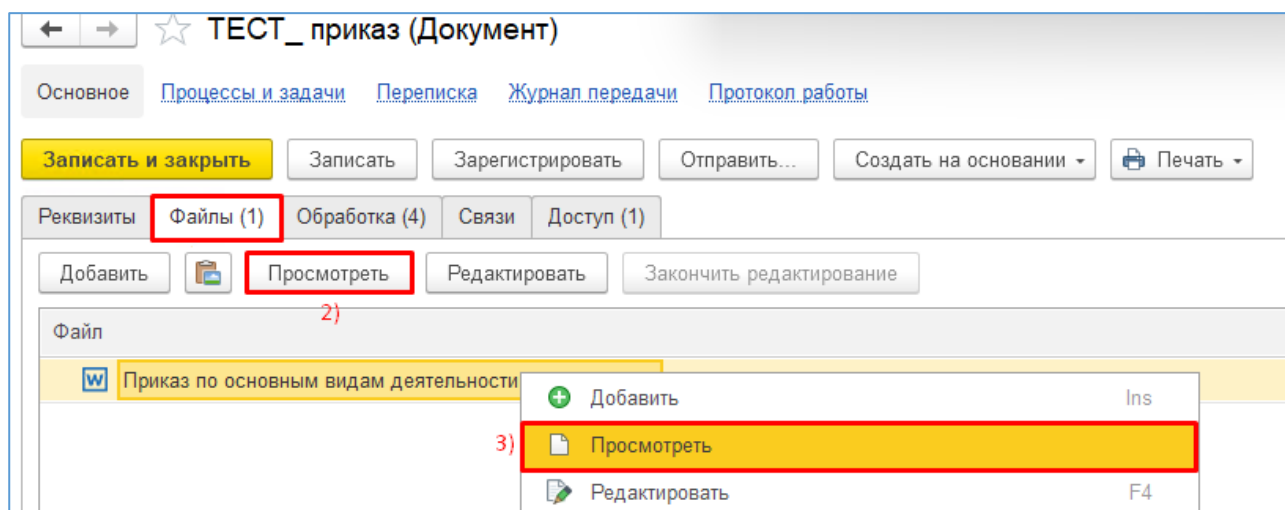 ТЕСТ_ приказ (Документ)
Основное Процессы и задачи Переписка Журнал передачи Протокол работы
Записать и закрыть Записать Зарегистрировать Отправить... Создать на основании Печать
Реквизиты Файлы (1) Обработка (4) Связи Доступ (1)
Добавить Просмотреть Редактировать Закончить редактирование
2)
Файл
Приказ по основным видам деятельности
Добавить Ins
3) Просмотреть
Редактировать F4